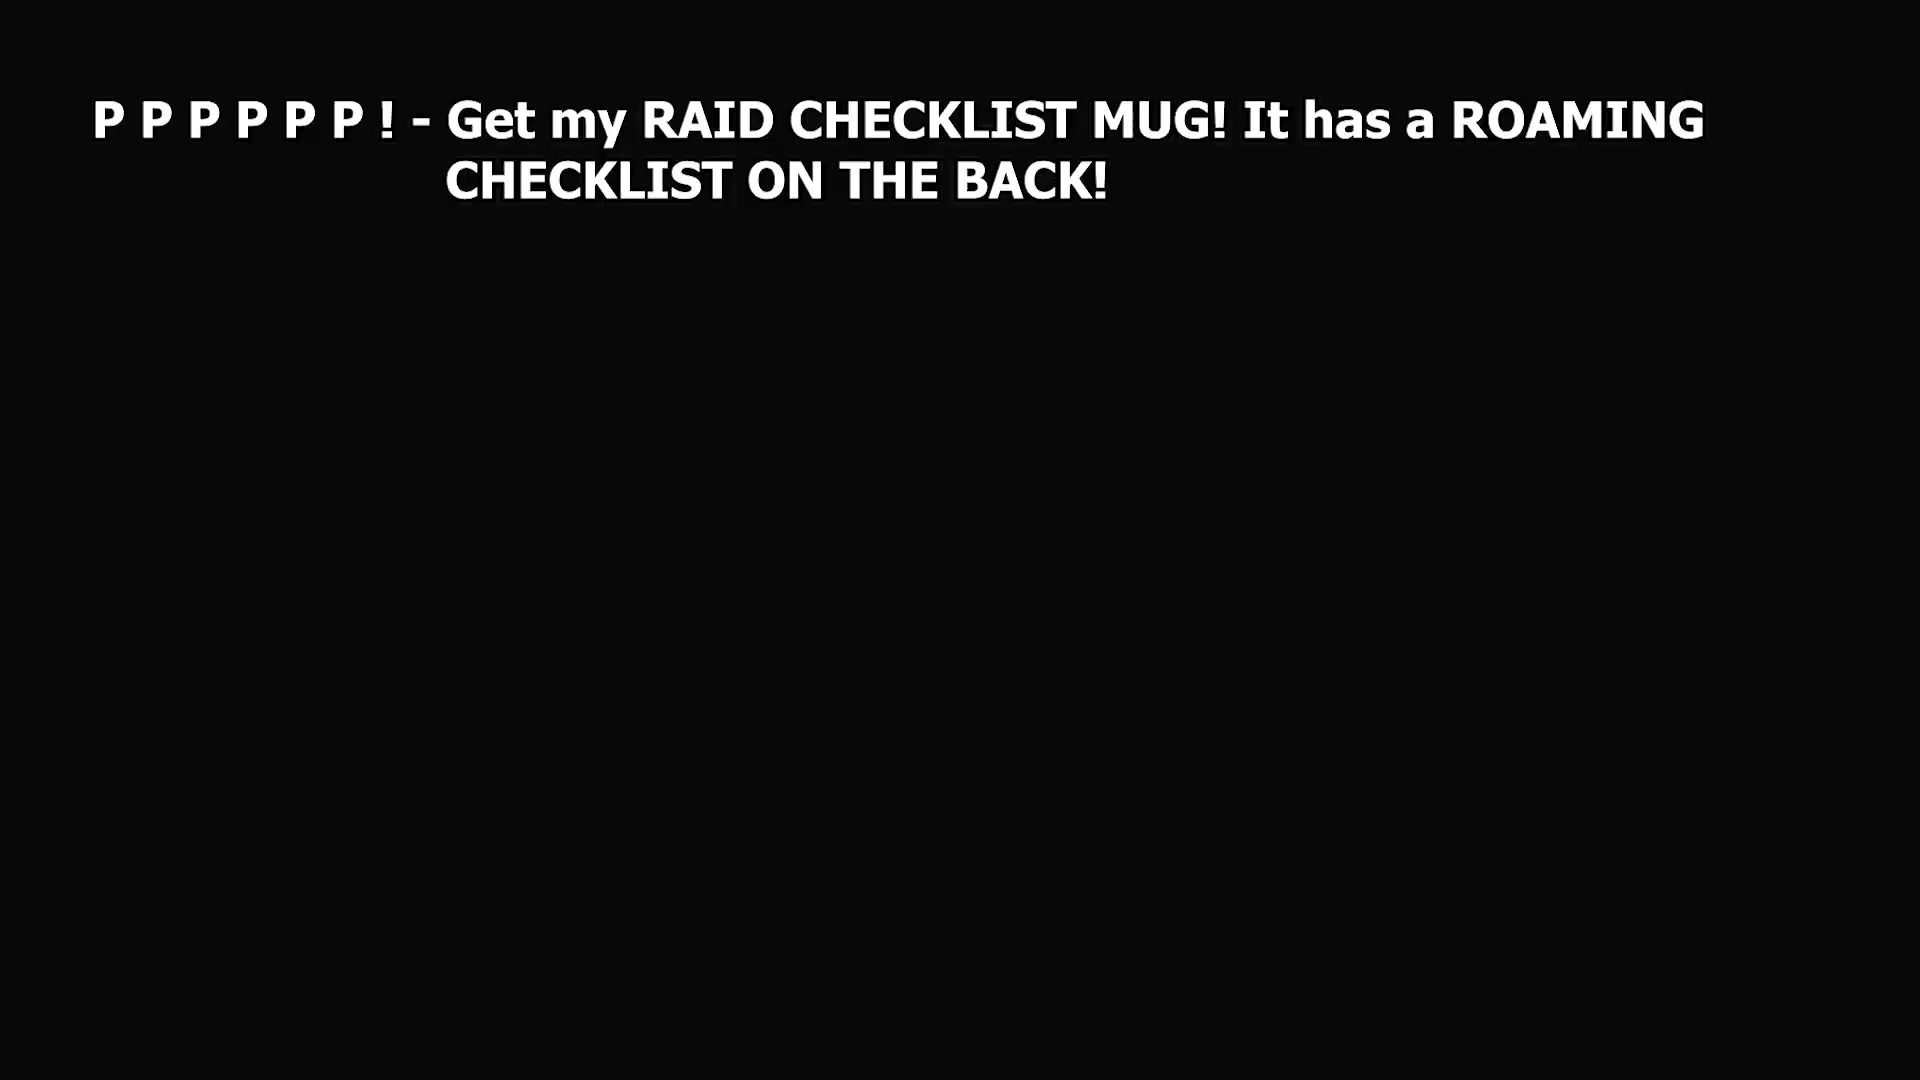 P P P P P P ! - Get my RAID CHECKLIST MUG! It has a ROAMING
CHECKLIST ON THE BACK!